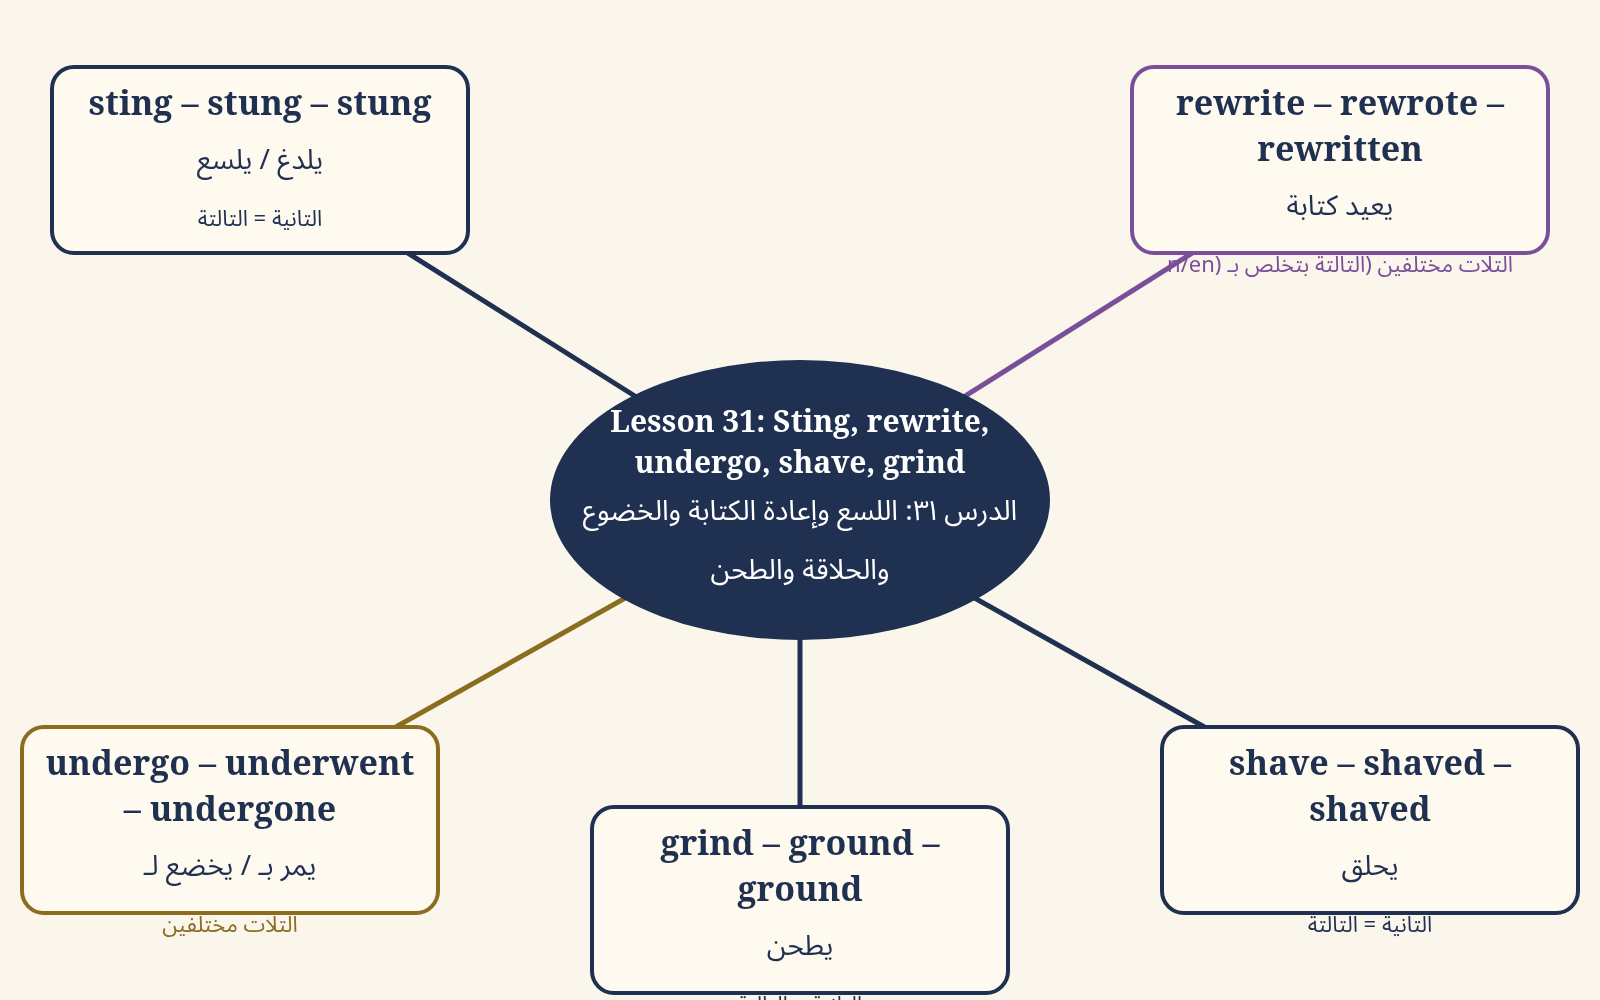 sting – stung – stung
يلدغ / يلسع
التانية = التالتة
rewrite – rewrote –
rewritten
يعيد كتابة
التلات مختلفين (التالتة بتخلص بـ n/en)
Lesson 31: Sting, rewrite,
undergo, shave, grind
الدرس ٣١: اللسع وإعادة الكتابة والخضوع
والحلاقة والطحن
undergo – underwent
– undergone
يمر بـ / يخضع لـ
التلات مختلفين
grind – ground –
ground
يطحن
shave – shaved –
shaved
يحلق
التانية = التالتة